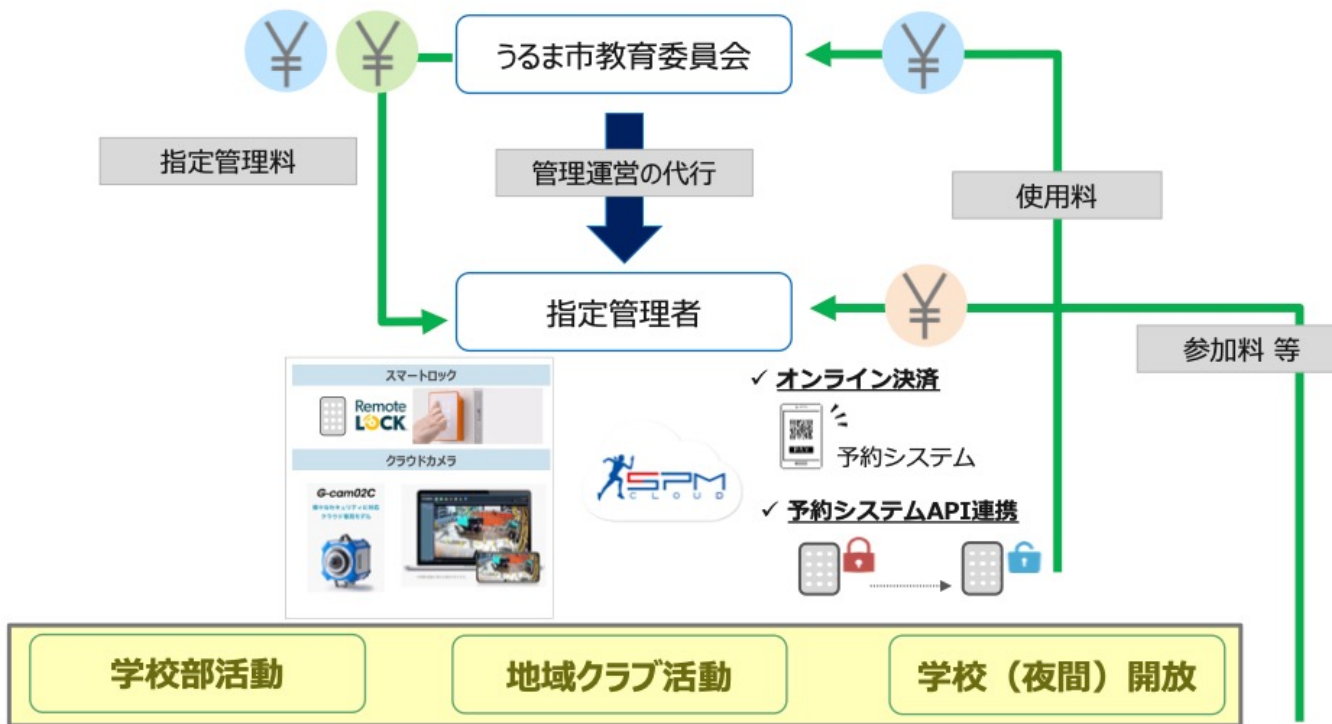 うるま市教育委員会
指定管理料
管理運営の代行
使用料
指定管理者
参加料 等
スマートロック
Remote
LOCK
クラウドカメラ
G-cam02C
SPM
CLOUD
✓ オンライン決済
PAY
予約システム
✓ 予約システムAPI連携
学校部活動
地域クラブ活動
学校（夜間）開放